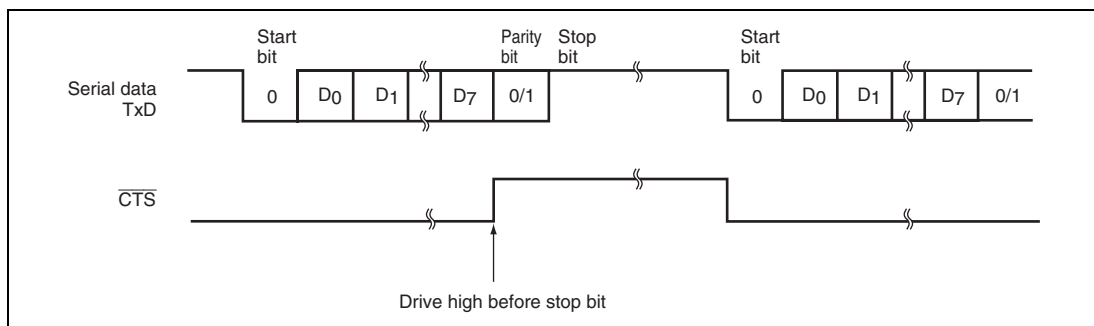 Start bit
Parity bit
Stop bit
Start bit
Serial data TxD
0
D0
D1
D7
0/1
0
D0
D1
D7
0/1
CTS
Drive high before stop bit